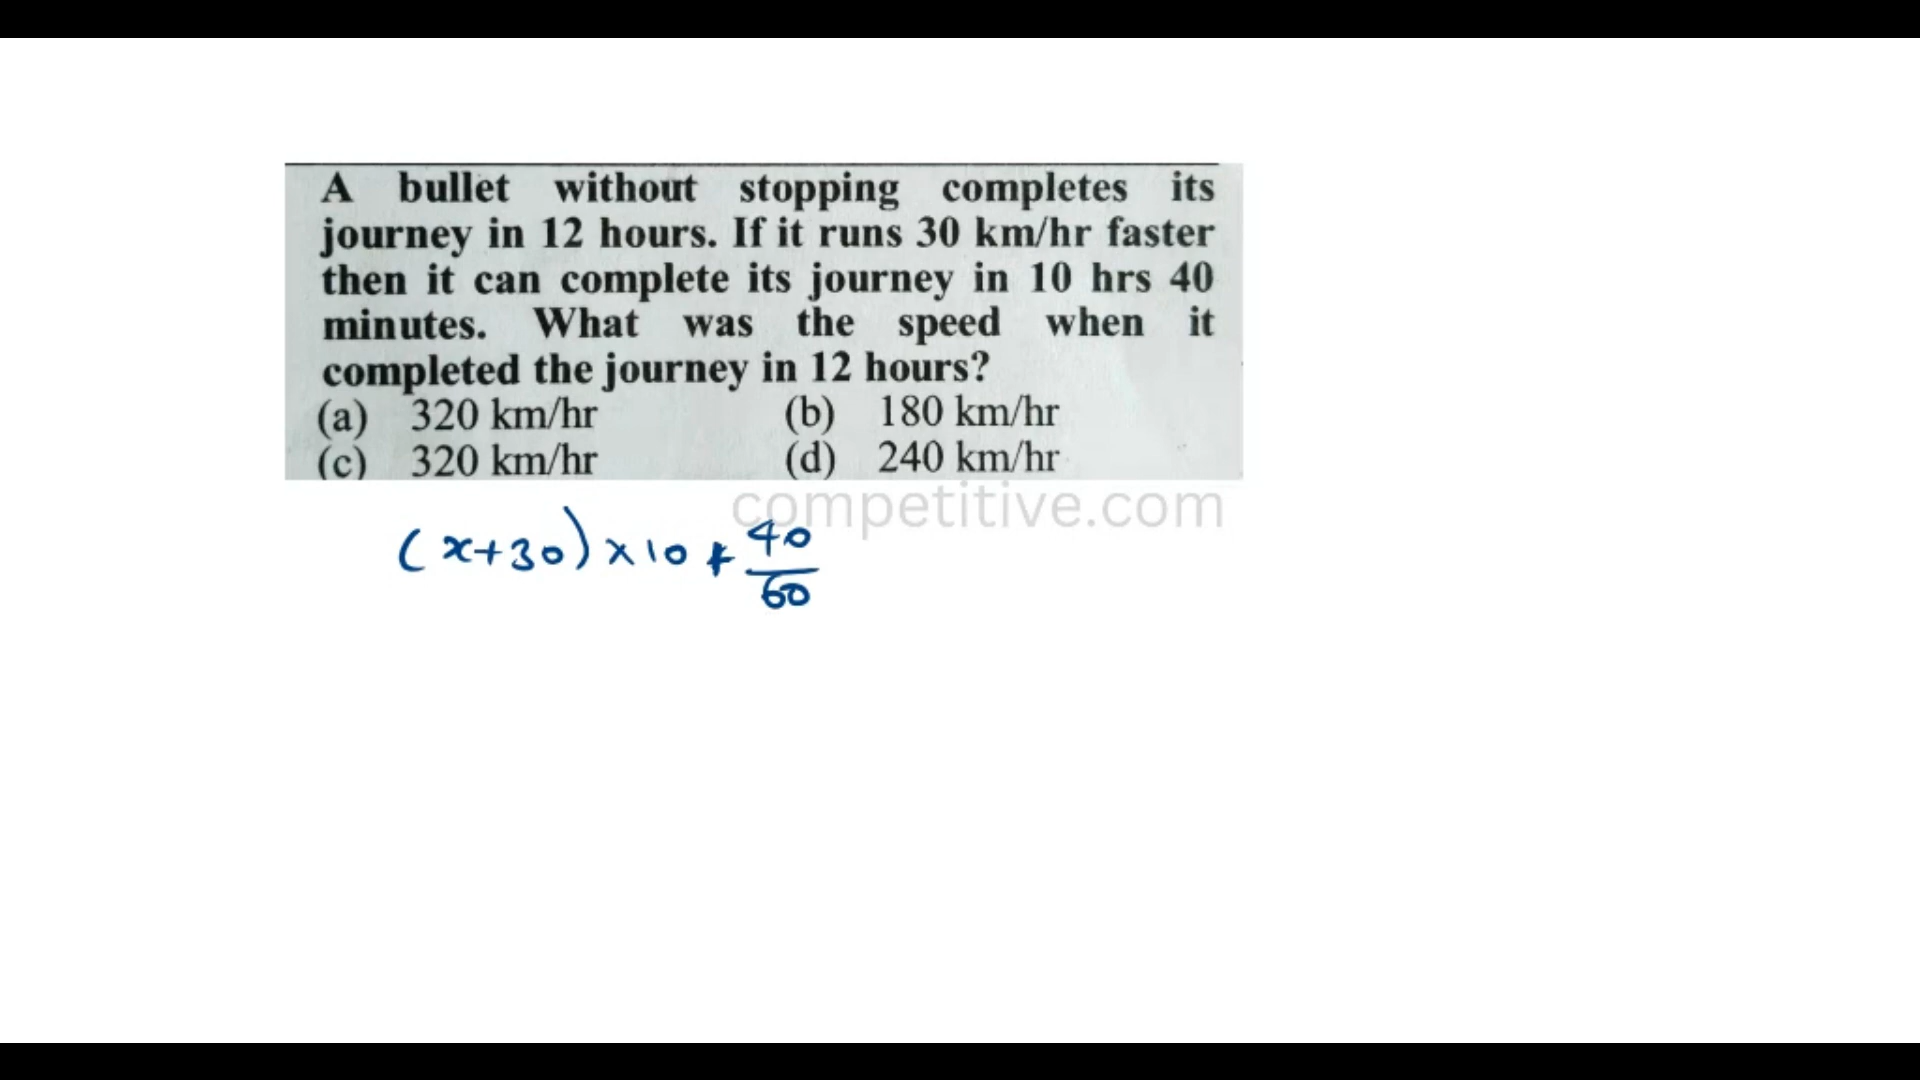 A bullet without stopping completes its
journey in 12 hours. If it runs 30 km/hr faster
then it can complete its journey in 10 hrs 40
minutes. What was the speed when it
completed the journey in 12 hours?
(a) 320 km/hr (b) 180 km/hr
(c) 320 km/hr (d) 240 km/hr
competitive.com
(x+30)×10+40/60